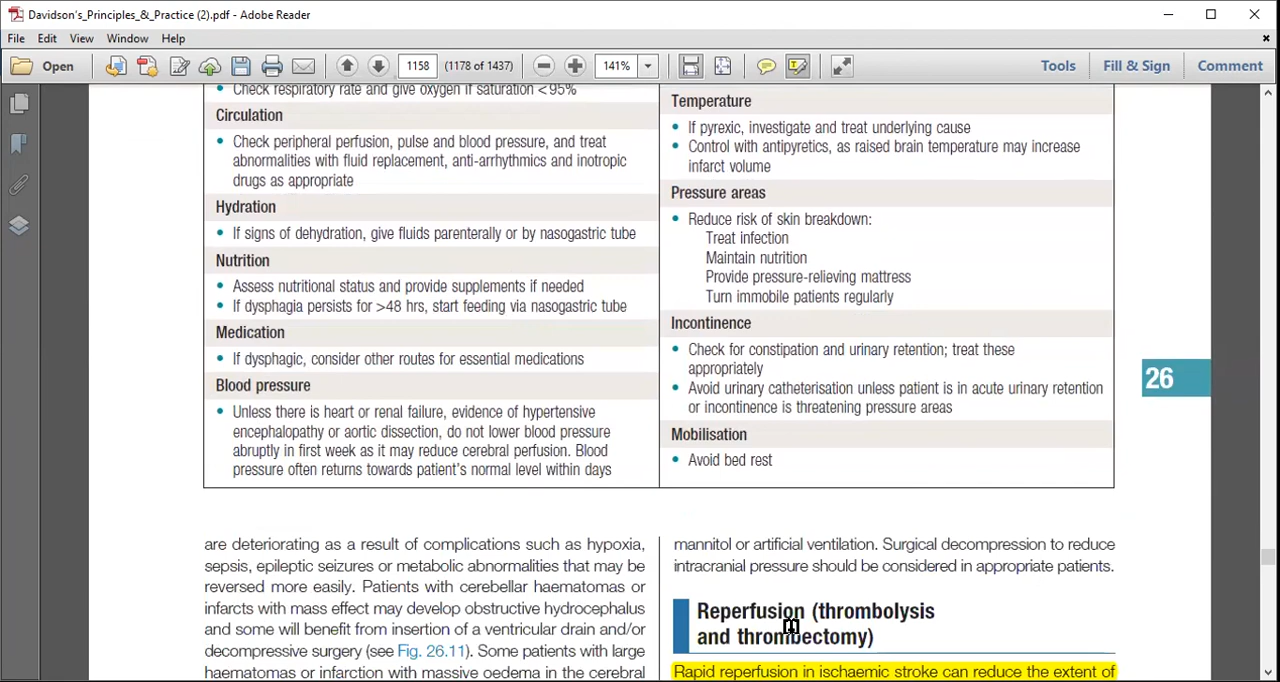 Davidson's_Principles_&_Practice (2).pdf - Adobe Reader
File Edit View Window Help
Open 1158 (1178 of 1437) 141% Tools Fill & Sign Comment
Check respiratory rate and give oxygen if saturation <95%
Circulation
• Check peripheral perfusion, pulse and blood pressure, and treat
abnormalities with fluid replacement, anti-arrhythmics and inotropic
drugs as appropriate
Hydration
• If signs of dehydration, give fluids parenterally or by nasogastric tube
Nutrition
• Assess nutritional status and provide supplements if needed
• If dysphagia persists for >48 hrs, start feeding via nasogastric tube
Medication
• If dysphagic, consider other routes for essential medications
Blood pressure
• Unless there is heart or renal failure, evidence of hypertensive
encephalopathy or aortic dissection, do not lower blood pressure
abruptly in first week as it may reduce cerebral perfusion. Blood
pressure often returns towards patient's normal level within days
Temperature
• If pyrexic, investigate and treat underlying cause
• Control with antipyretics, as raised brain temperature may increase
infarct volume
Pressure areas
• Reduce risk of skin breakdown:
Treat infection
Maintain nutrition
Provide pressure-relieving mattress
Turn immobile patients regularly
Incontinence
• Check for constipation and urinary retention; treat these
appropriately
• Avoid urinary catheterisation unless patient is in acute urinary retention
or incontinence is threatening pressure areas
Mobilisation
• Avoid bed rest
26
are deteriorating as a result of complications such as hypoxia,
sepsis, epileptic seizures or metabolic abnormalities that may be
reversed more easily. Patients with cerebellar haematomas or
infarcts with mass effect may develop obstructive hydrocephalus
and some will benefit from insertion of a ventricular drain and/or
decompressive surgery (see Fig. 26.11). Some patients with large
haematomas or infarction with massive oedema in the cerebral
mannitol or artificial ventilation. Surgical decompression to reduce
intracranial pressure should be considered in appropriate patients.
Reperfusion (thrombolysis
and thrombectomy)
Rapid reperfusion in ischaemic stroke can reduce the extent of